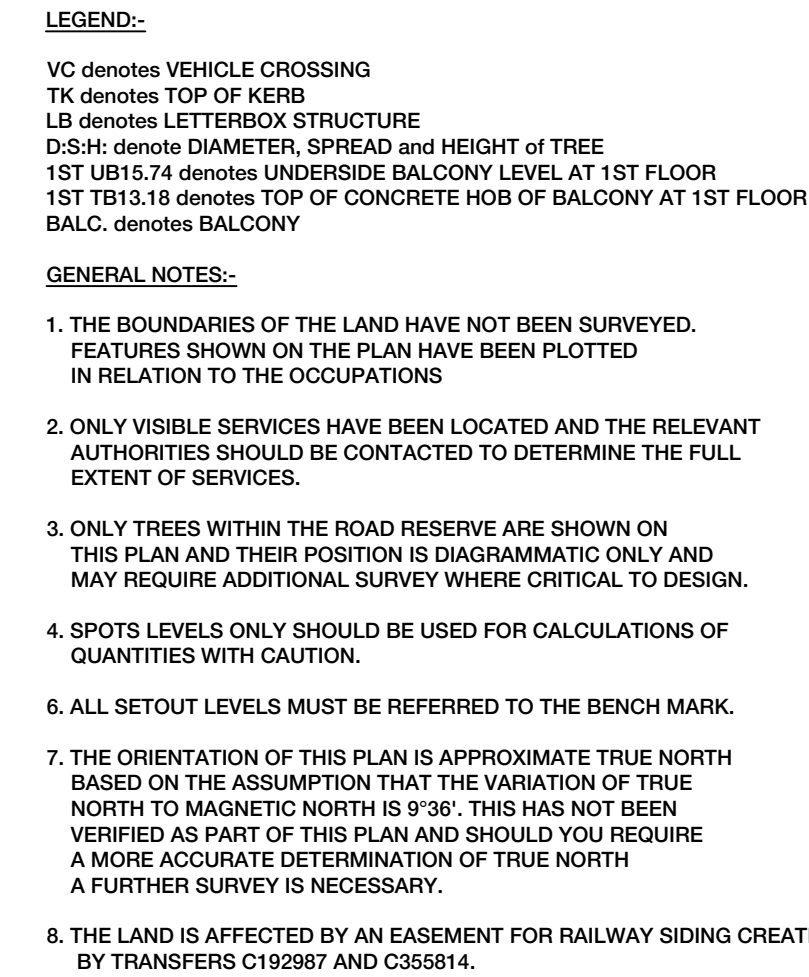 LEGEND:-
VC denotes VEHICLE CROSSING
TK denotes TOP OF KERB
LB denotes LETTERBOX STRUCTURE
D:S:H: denote DIAMETER, SPREAD and HEIGHT of TREE
1ST UB15.74 denotes UNDERSIDE BALCONY LEVEL AT 1ST FLOOR
1ST TB13.18 denotes TOP OF CONCRETE HOB OF BALCONY AT 1ST FLOOR
BALC. denotes BALCONY
GENERAL NOTES:-
1. THE BOUNDARIES OF THE LAND HAVE NOT BEEN SURVEYED.
FEATURES SHOWN ON THE PLAN HAVE BEEN PLOTTED
IN RELATION TO THE OCCUPATIONS
2. ONLY VISIBLE SERVICES HAVE BEEN LOCATED AND THE RELEVANT
AUTHORITIES SHOULD BE CONTACTED TO DETERMINE THE FULL
EXTENT OF SERVICES.
3. ONLY TREES WITHIN THE ROAD RESERVE ARE SHOWN ON
THIS PLAN AND THEIR POSITION IS DIAGRAMMATIC ONLY AND
MAY REQUIRE ADDITIONAL SURVEY WHERE CRITICAL TO DESIGN.
4. SPOTS LEVELS ONLY SHOULD BE USED FOR CALCULATIONS OF
QUANTITIES WITH CAUTION.
6. ALL SETOUT LEVELS MUST BE REFERRED TO THE BENCH MARK.
7. THE ORIENTATION OF THIS PLAN IS APPROXIMATE TRUE NORTH
BASED ON THE ASSUMPTION THAT THE VARIATION OF TRUE
NORTH TO MAGNETIC NORTH IS 9°36'. THIS HAS NOT BEEN
VERIFIED AS PART OF THIS PLAN AND SHOULD YOU REQUIRE
A MORE ACCURATE DETERMINATION OF TRUE NORTH
A FURTHER SURVEY IS NECESSARY.
8. THE LAND IS AFFECTED BY AN EASEMENT FOR RAILWAY SIDING
BY TRANSFERS C192987 AND C355814.